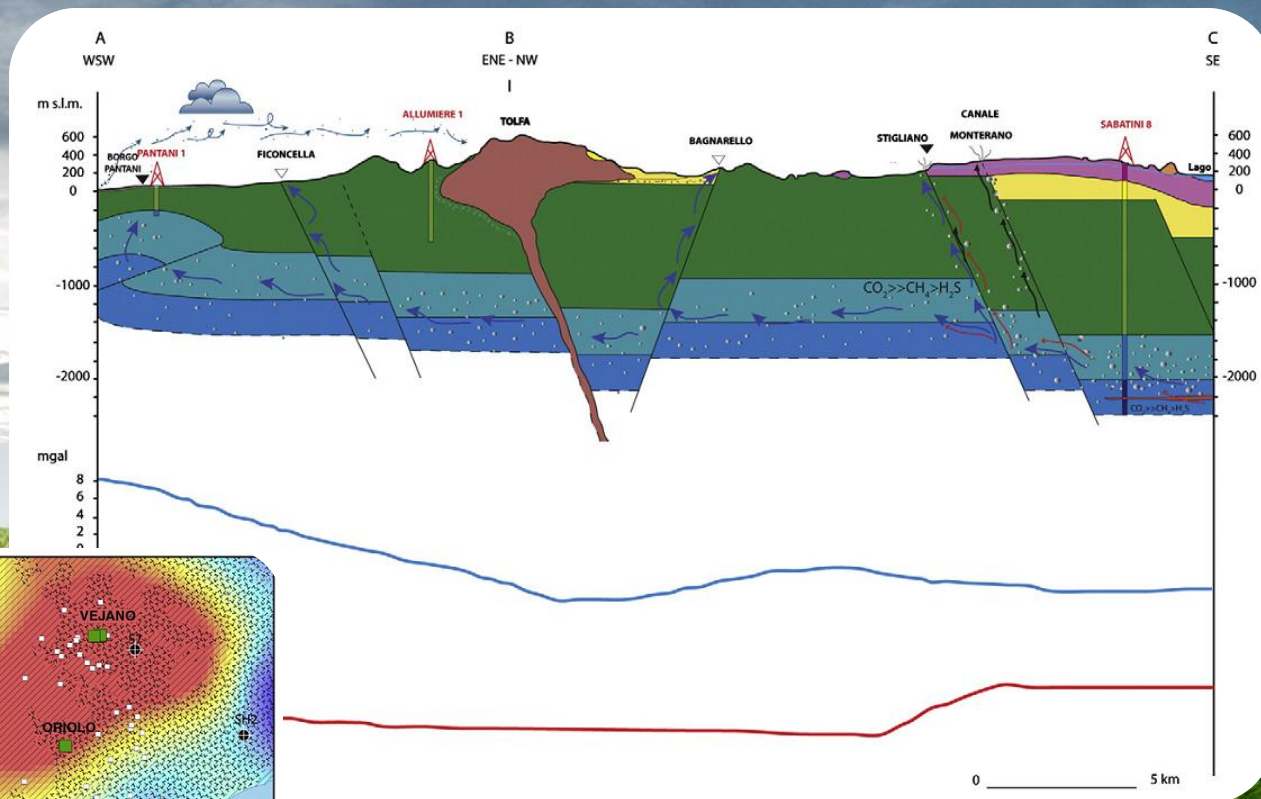 A
WSW
B
ENE - NW
I
C
SE
m s.l.m.
600
400
200
0
-1000
-2000
BORGO
PANTANI
PANTANI 1
FICONCELLA
ALLUMIERE 1
TOLFA
BAGNARELLO
STIGLIANO
CANALE
MONTERANO
SABATINI 8
Lago
600
400
200
0
-1000
-2000
CO2>>CH4>H2S
CO2>>CH4>H2S
mgal
8
6
4
2
VEJANO
ORIOLO
SH2
0
5 km